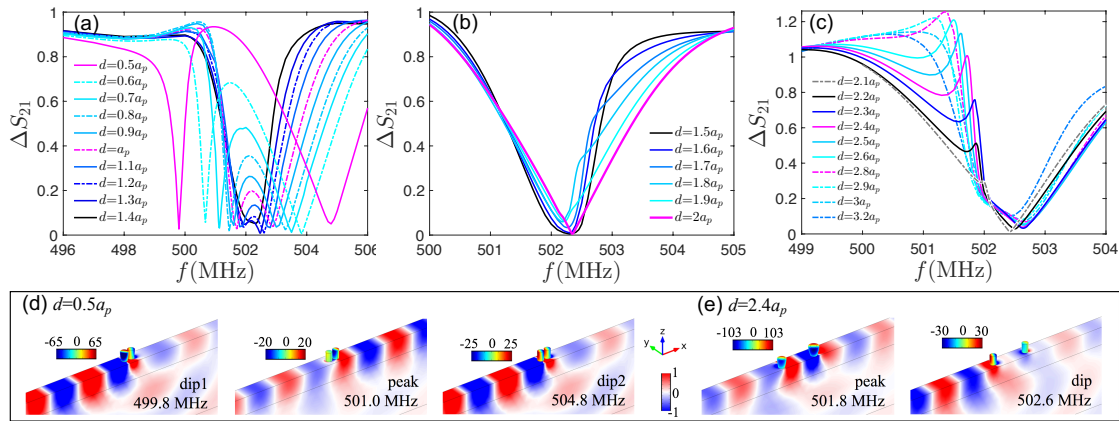 (a)
1
0.8
0.6
0.4
0.2
0
ΔS21
d=0.5ap
d=0.6ap
d=0.7ap
d=0.8ap
d=0.9ap
d=ap
d=1.1ap
d=1.2ap
d=1.3ap
d=1.4ap
496 498 500 502 504 506
f(MHz)
(b)
1
0.8
0.6
0.4
0.2
0
ΔS21
d=1.5ap
d=1.6ap
d=1.7ap
d=1.8ap
d=1.9ap
d=2ap
500 501 502 503 504 505
f(MHz)
(c)
1.2
1
0.8
0.6
0.4
0.2
0
ΔS21
d=2.1ap
d=2.2ap
d=2.3ap
d=2.4ap
d=2.5ap
d=2.6ap
d=2.8ap
d=2.9ap
d=3ap
d=3.2ap
499 500 501 502 503 504
f(MHz)
(d) d=0.5ap
-65 0 65
dip1
499.8 MHz
-20 0 20
peak
501.0 MHz
-25 0 25
dip2
504.8 MHz
z
y
x
1
0
-1
(e) d=2.4ap
-103 0 103
peak
501.8 MHz
-30 0 30
dip
502.6 MHz